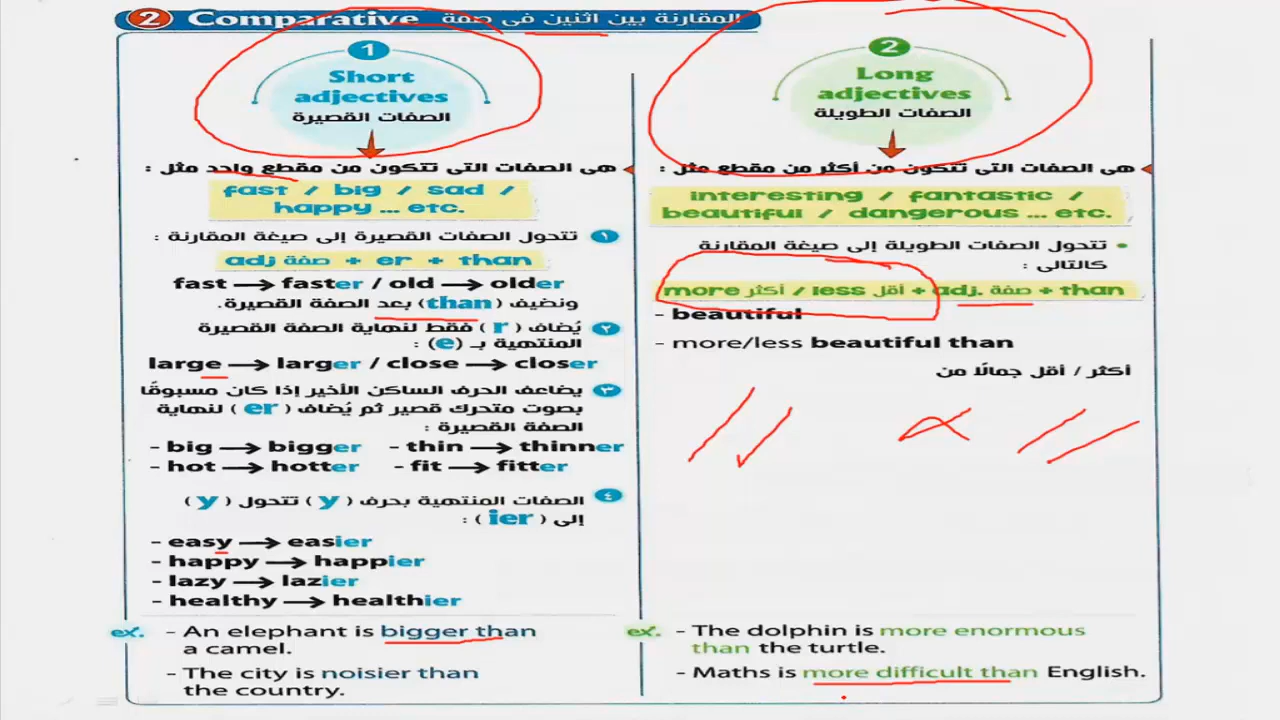 2 Comparative المقارنة بين اثنين فى صفة
1
Short
adjectives
الصفات القصيرة
هى الصفات التى تتكون من مقطع واحد مثل :
fast / big / sad /
happy ... etc.
١ تتحول الصفات القصيرة إلى صيغة المقارنة :
adj صفة + er + than
fast → faster / old → older
ونضيف (than) بعد الصفة القصيرة.
٢ يُضاف ( r ) فقط لنهاية الصفة القصيرة
المنتهية بـ (e) :
large → larger / close → closer
٣ يضاعف الحرف الساكن الأخير إذا كان مسبوقًا
بصوت متحرك قصير ثم يُضاف ( er ) لنهاية
الصفة القصيرة :
- big → bigger - thin → thinner
- hot → hotter - fit → fitter
٤ الصفات المنتهية بحرف ( y ) تتحول ( y )
إلى ( ier ) :
- easy → easier
- happy → happier
- lazy → lazier
- healthy → healthier
ex. - An elephant is bigger than
a camel.
- The city is noisier than
the country.
2
Long
adjectives
الصفات الطويلة
هى الصفات التى تتكون من أكثر من مقطع مثل :
interesting / fantastic /
beautiful / dangerous ... etc.
• تتحول الصفات الطويلة إلى صيغة المقارنة
كالتالى :
more أكثر / less أقل + adj. صفة + than
- beautiful
- more/less beautiful than
أكثر / أقل جمالًا من
ex. - The dolphin is more enormous
than the turtle.
- Maths is more difficult than English.